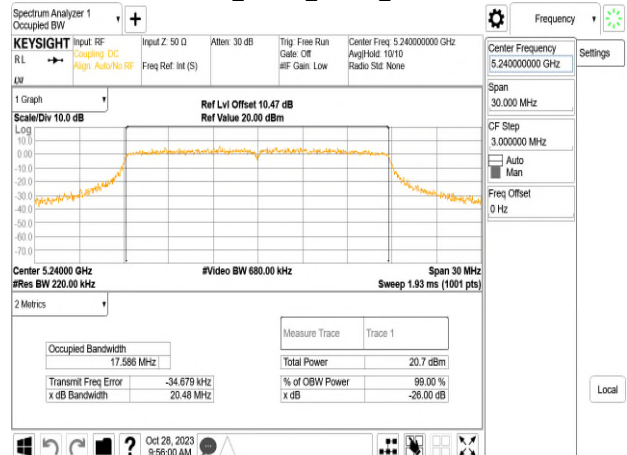 Spectrum Analyzer 1
Occupied BW
+
Frequency
KEYSIGHT
Input: RF
Coupling: DC
Align: Auto/No RF
Input Z: 50 Ω
Freq Ref: Int (S)
Atten: 30 dB
Trig: Free Run
Gate: Off
#IF Gain: Low
Center Freq: 5.240000000 GHz
Avg|Hold: 10/10
Radio Std: None
RL
LXI
Center Frequency
5.240000000 GHz
Settings
Span
30.000 MHz
CF Step
3.000000 MHz
Auto
Man
Freq Offset
0 Hz
Local
1 Graph
Scale/Div 10.0 dB
Ref Lvl Offset 10.47 dB
Ref Value 20.00 dBm
Log
10.0
0.00
-10.0
-20.0
-30.0
-40.0
-50.0
-60.0
-70.0
Center 5.24000 GHz
#Video BW 680.00 kHz
Span 30 MHz
#Res BW 220.00 kHz
Sweep 1.93 ms (1001 pts)
2 Metrics
Measure Trace
Trace 1
Occupied Bandwidth
17.586 MHz
Total Power
20.7 dBm
Transmit Freq Error
-34.679 kHz
% of OBW Power
99.00 %
x dB Bandwidth
20.48 MHz
x dB
-26.00 dB
?
Oct 28, 2023
9:56:00 AM